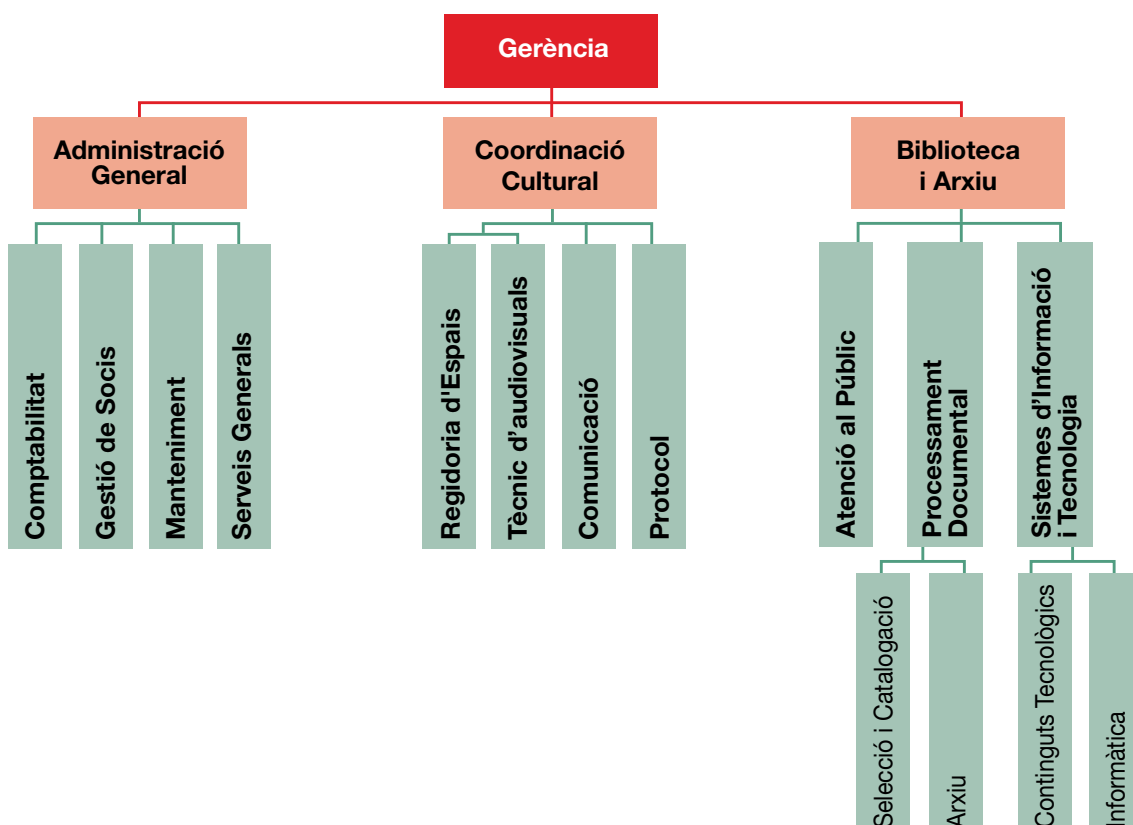 Gerència
Administració
General
Coordinació
Cultural
Biblioteca
i Arxiu
Comptabilitat
Gestió de Socis
Manteniment
Serveis Generals
Regidoria d'Espais
Tècnic d’audiovisuals
Comunicació
Protocol
Atenció al Públic
Processament
Documental
Sistemes d’Informació
i Tecnologia
Selecció i Catalogació
Arxiu
Continguts Tecnològics
Informàtica